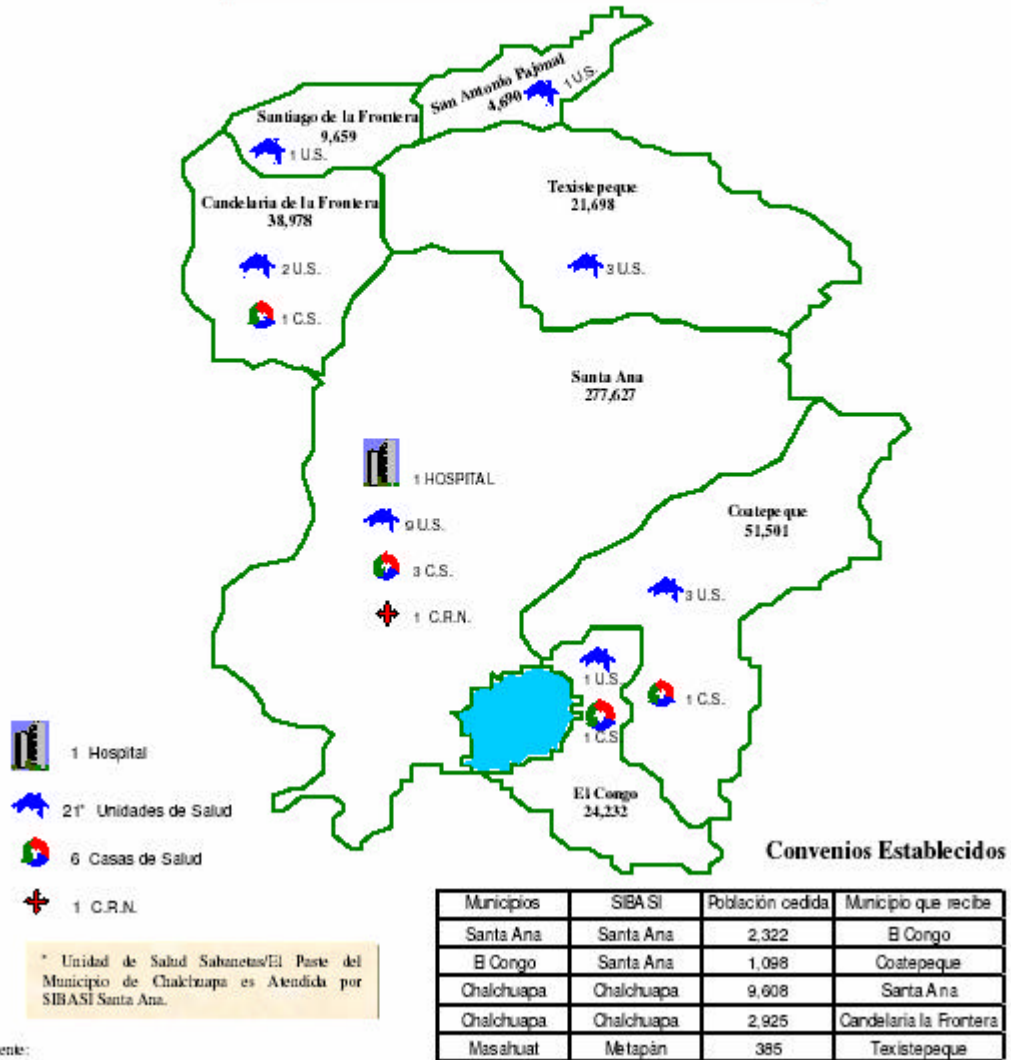 San Antonio Pajonal
4,690
1 U.S.
Santiago de la Frontera
9,659
1 U.S.
Candelaria de la Frontera
38,978
2 U.S.
1 C.S.
Texistepeque
21,698
3 U.S.
Santa Ana
277,627
1 HOSPITAL
9 U.S.
3 C.S.
1 C.R.N.
Coatepeque
51,501
3 U.S.
1 C.S.
1 U.S.
1 C.S
El Congo
24,232
1 Hospital
21* Unidades de Salud
6 Casas de Salud
1 C.R.N.
* Unidad de Salud Sabanetas/El Paste del
Municipio de Chalchuapa es Atendida por
SIBASI Santa Ana.
Convenios Establecidos
Municipios SIBASI Población cedida Municipio que recibe
Santa Ana Santa Ana 2,322 El Congo
El Congo Santa Ana 1,098 Coatepeque
Chalchuapa Chalchuapa 9,608 Santa Ana
Chalchuapa Chalchuapa 2,925 Candelaria la Frontera
Masahuat Metapán 385 Texistepeque
ente: